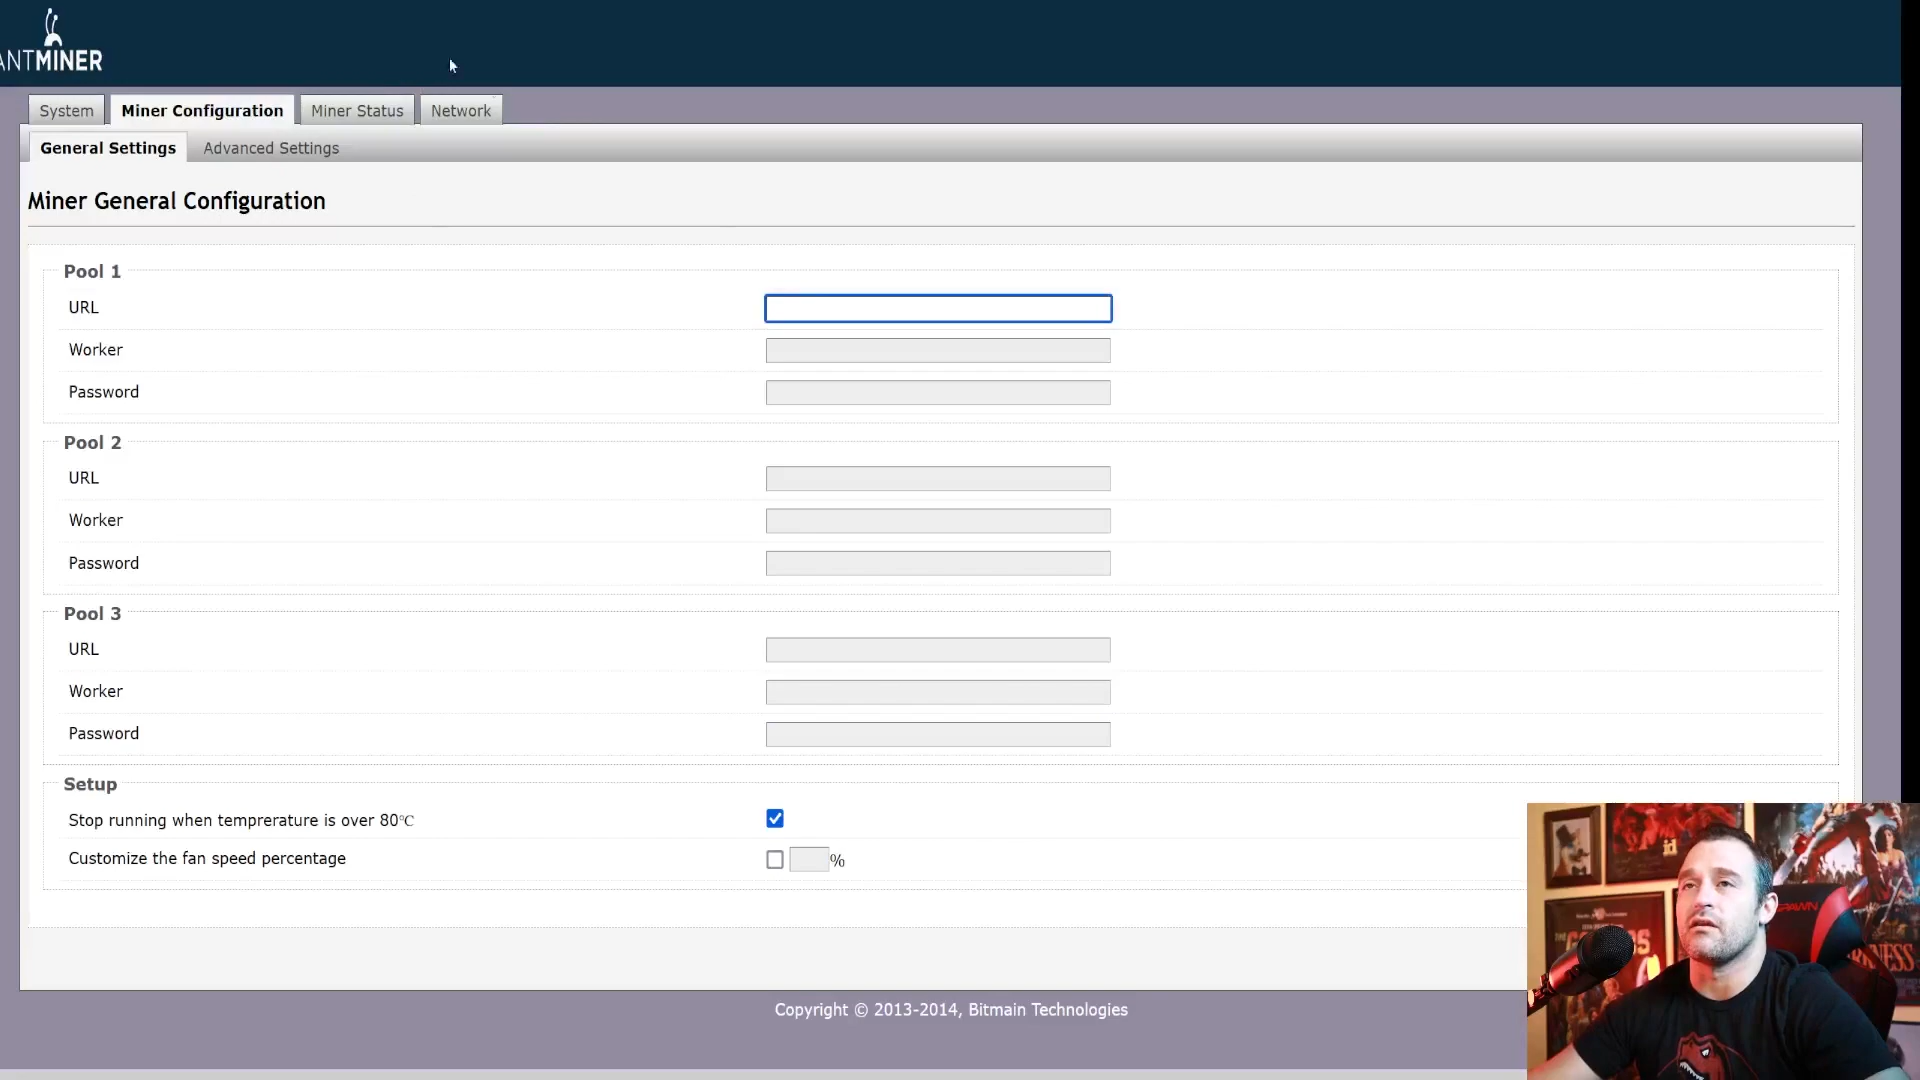 ANTMINER
System
Miner Configuration
Miner Status
Network
General Settings
Advanced Settings
Miner General Configuration
Pool 1
URL
Worker
Password
Pool 2
URL
Worker
Password
Pool 3
URL
Worker
Password
Setup
Stop running when temprerature is over 80℃
Customize the fan speed percentage
%
Copyright © 2013-2014, Bitmain Technologies
id